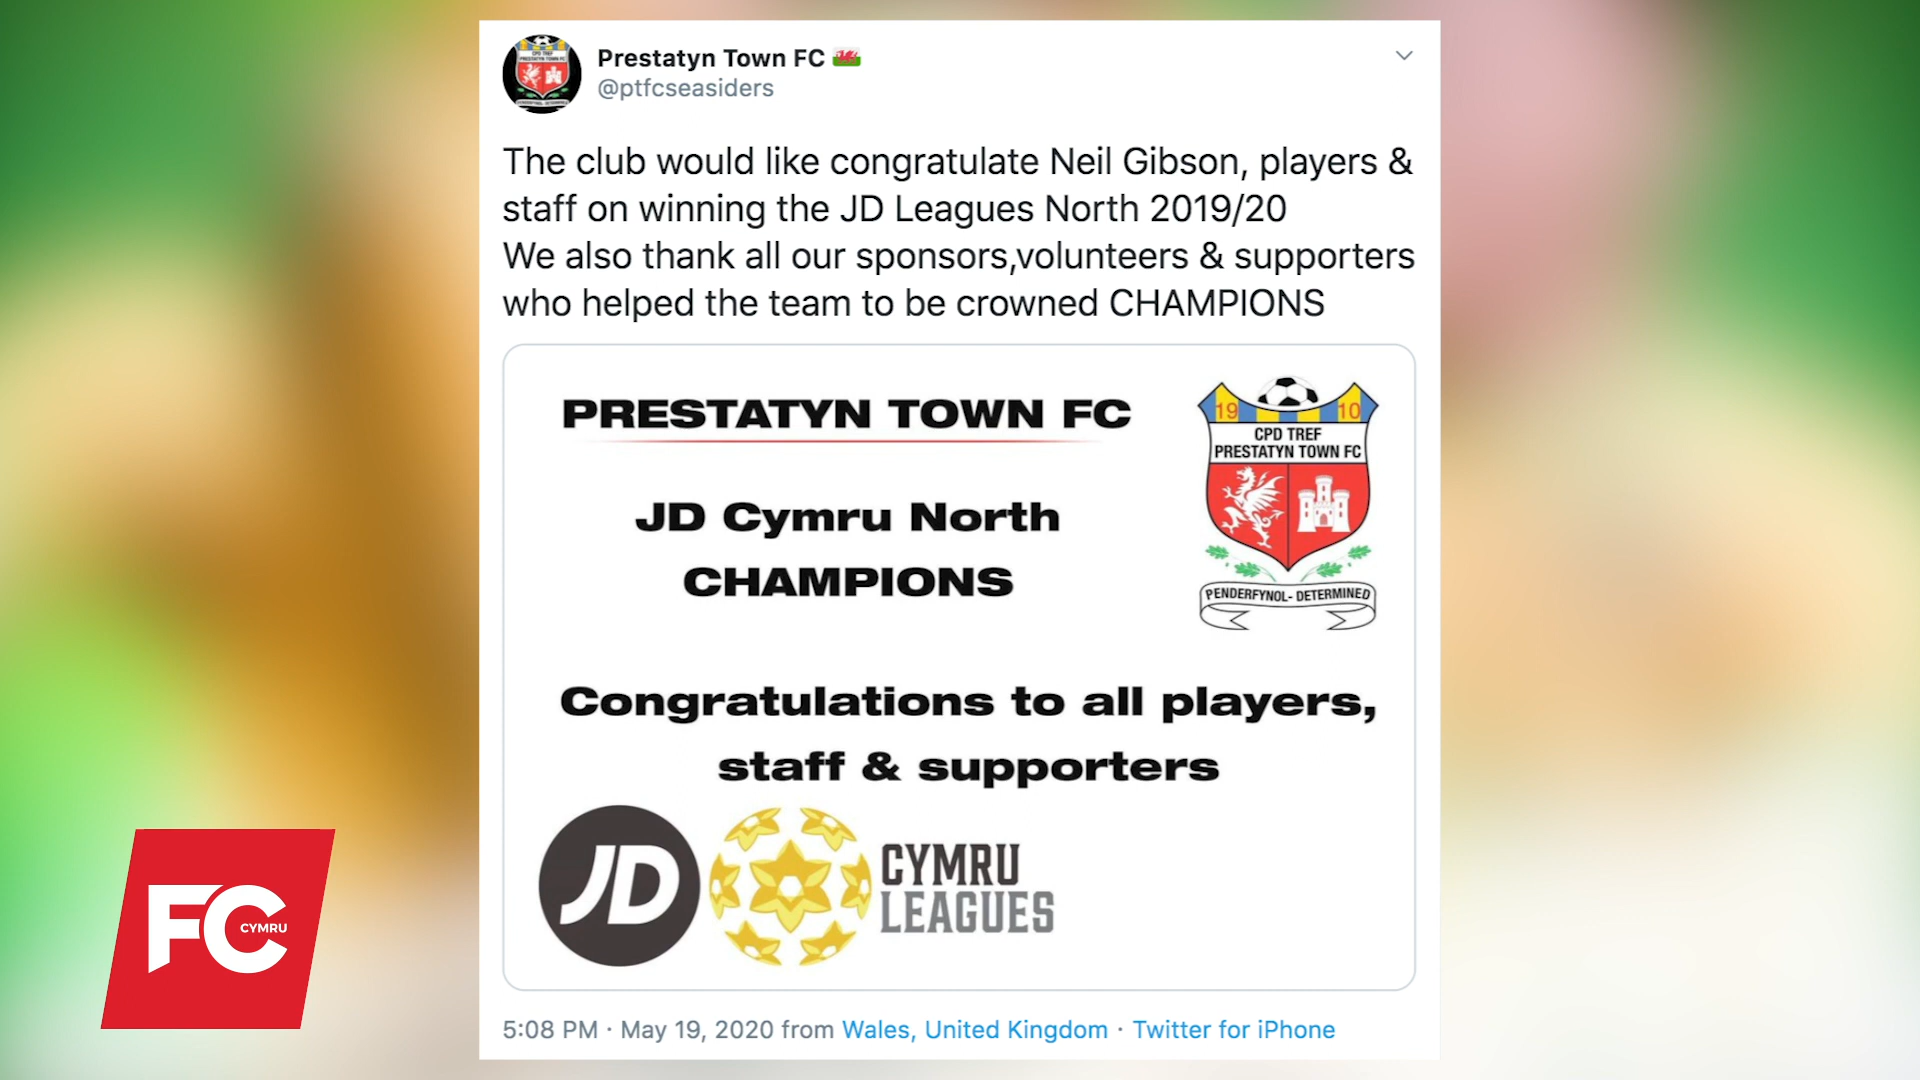 Prestatyn Town FC
@ptfcseasiders
The club would like congratulate Neil Gibson, players &
staff on winning the JD Leagues North 2019/20
We also thank all our sponsors,volunteers & supporters
who helped the team to be crowned CHAMPIONS
PRESTATYN TOWN FC
JD Cymru North
CHAMPIONS
19 10
CPD TREF
PRESTATYN TOWN FC
PENDERFYNOL- DETERMINED
Congratulations to all players,
staff & supporters
JD
CYMRU
LEAGUES
5:08 PM · May 19, 2020 from Wales, United Kingdom · Twitter for iPhone
FC
CYMRU